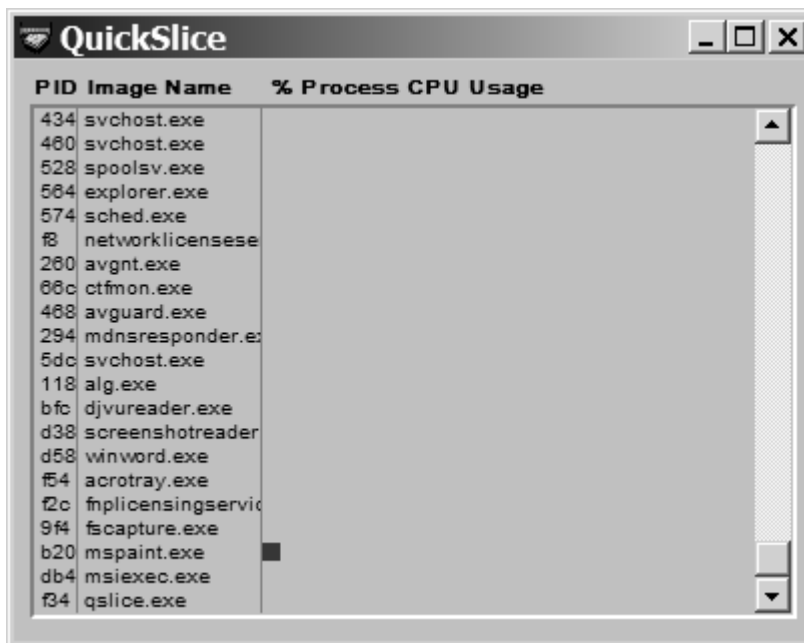 QuickSlice
PID Image Name % Process CPU Usage
434 svchost.exe
460 svchost.exe
528 spoolsv.exe
564 explorer.exe
574 sched.exe
f8 networklicensese
260 avgnt.exe
66c ctfmon.exe
468 avguard.exe
294 mdnsresponder.e
5dc svchost.exe
118 alg.exe
bfc djvureader.exe
d38 screenshotreader
d58 winword.exe
f54 acrotray.exe
f2c fnplicensingservic
9f4 fscapture.exe
b20 mspaint.exe
db4 msiexec.exe
f34 qslice.exe